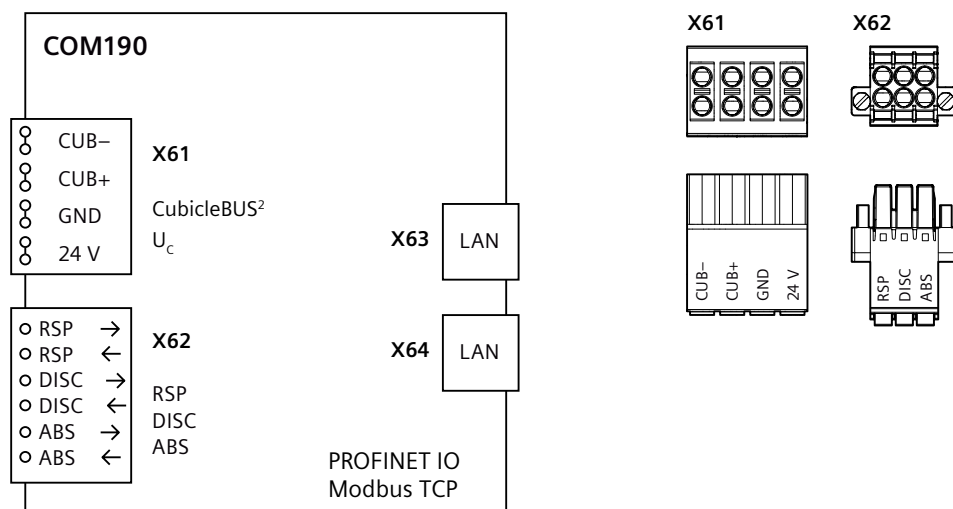 COM190
CUB–
CUB+
GND
24 V
X61
CubicleBUS²
U_C
RSP →
RSP ←
DISC →
DISC ←
ABS →
ABS ←
X62
RSP
DISC
ABS
X63 LAN
X64 LAN
PROFINET IO
Modbus TCP
X61
CUB–
CUB+
GND
24 V
X62
RSP
DISC
ABS